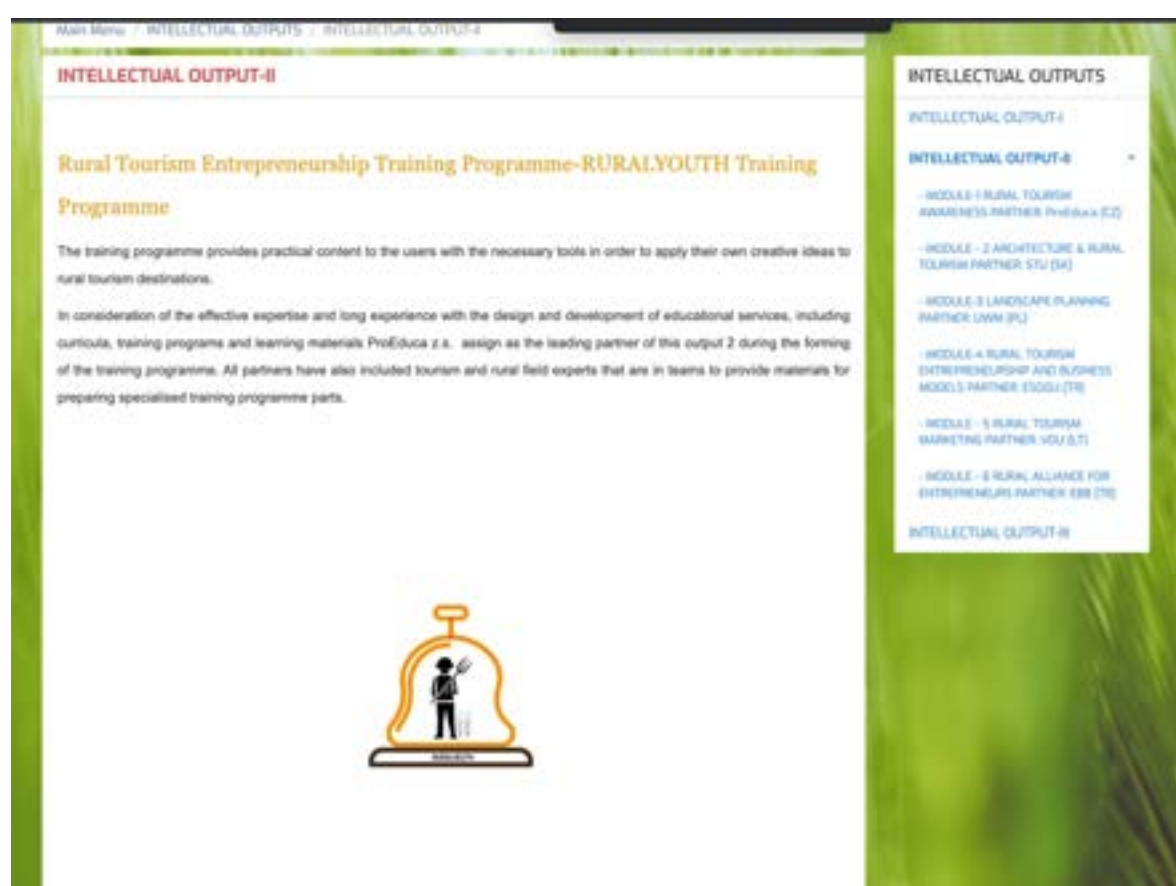 Main Menu / INTELLECTUAL OUTPUTS / INTELLECTUAL OUTPUT-II
INTELLECTUAL OUTPUT-II
Rural Tourism Entrepreneurship Training Programme-RURALYOUTH Training
Programme
The training programme provides practical content to the users with the necessary tools in order to apply their own creative ideas to
rural tourism destinations.
In consideration of the effective expertise and long experience with the design and development of educational services, including
curricula, training programs and learning materials ProEduca z.s. assign as the leading partner of this output 2 during the forming
of the training programme. All partners have also included tourism and rural field experts that are in teams to provide materials for
preparing specialised training programme parts.
RURALYOUTH
INTELLECTUAL OUTPUTS
INTELLECTUAL OUTPUT-I
INTELLECTUAL OUTPUT-II
- MODULE-1 RURAL TOURISM
AWARENESS PARTNER: ProEduca (CZ)
- MODULE - 2 ARCHITECTURE & RURAL
TOURISM PARTNER: STU (SK)
- MODULE-3 LANDSCAPE PLANNING
PARTNER: UWM (PL)
- MODULE-4 RURAL TOURISM
ENTREPRENEURSHIP AND BUSINESS
MODELS PARTNER: ESOGU (TR)
- MODULE - 5 RURAL TOURISM
MARKETING PARTNER: VDU (LT)
- MODULE - 6 RURAL ALLIANCE FOR
ENTREPRENEURS PARTNER: EBB (TR)
INTELLECTUAL OUTPUT-III